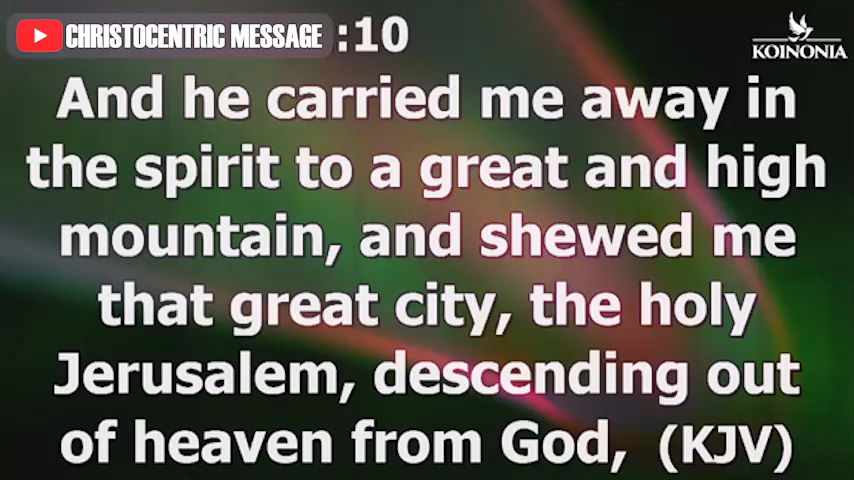 CHRISTOCENTRIC MESSAGE :10
KOINONIA
And he carried me away in
the spirit to a great and high
mountain, and shewed me
that great city, the holy
Jerusalem, descending out
of heaven from God, (KJV)